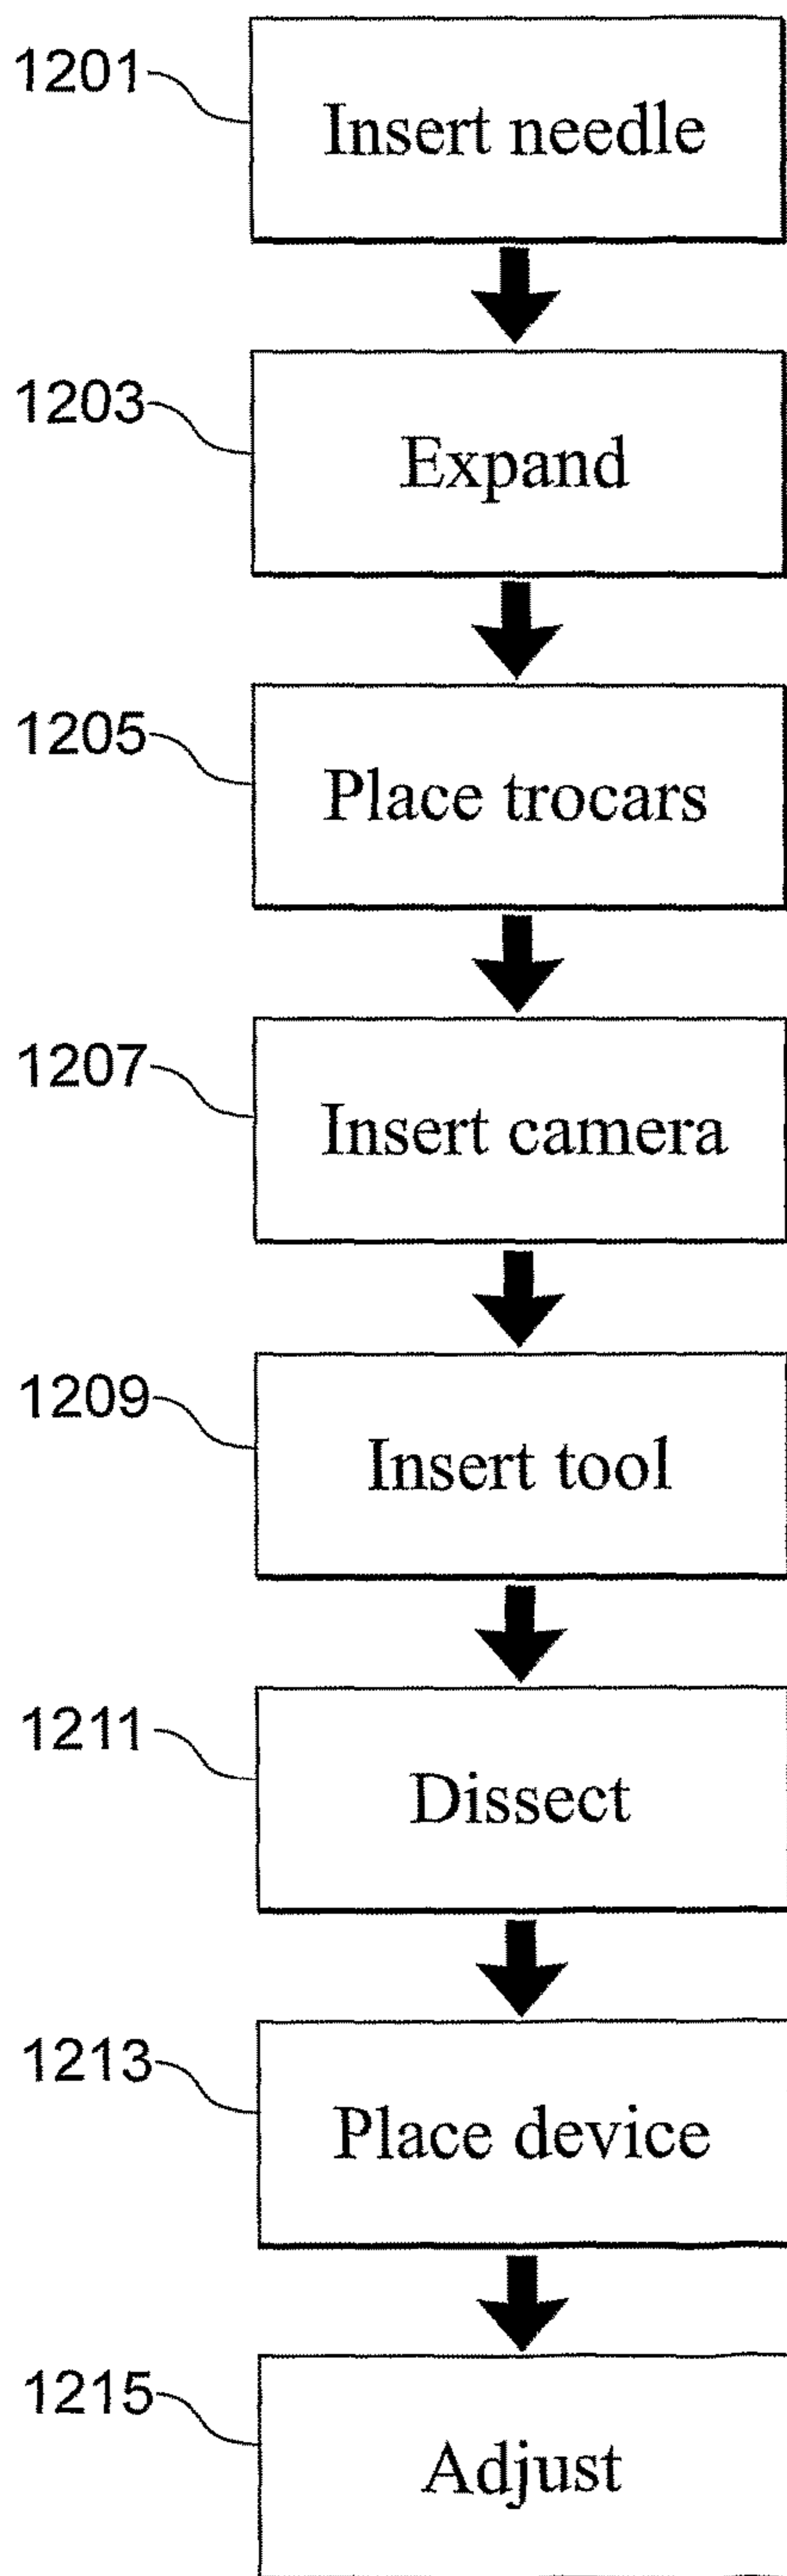 1201
Insert needle
1203
Expand
1205
Place trocars
1207
Insert camera
1209
Insert tool
1211
Dissect
1213
Place device
1215
Adjust